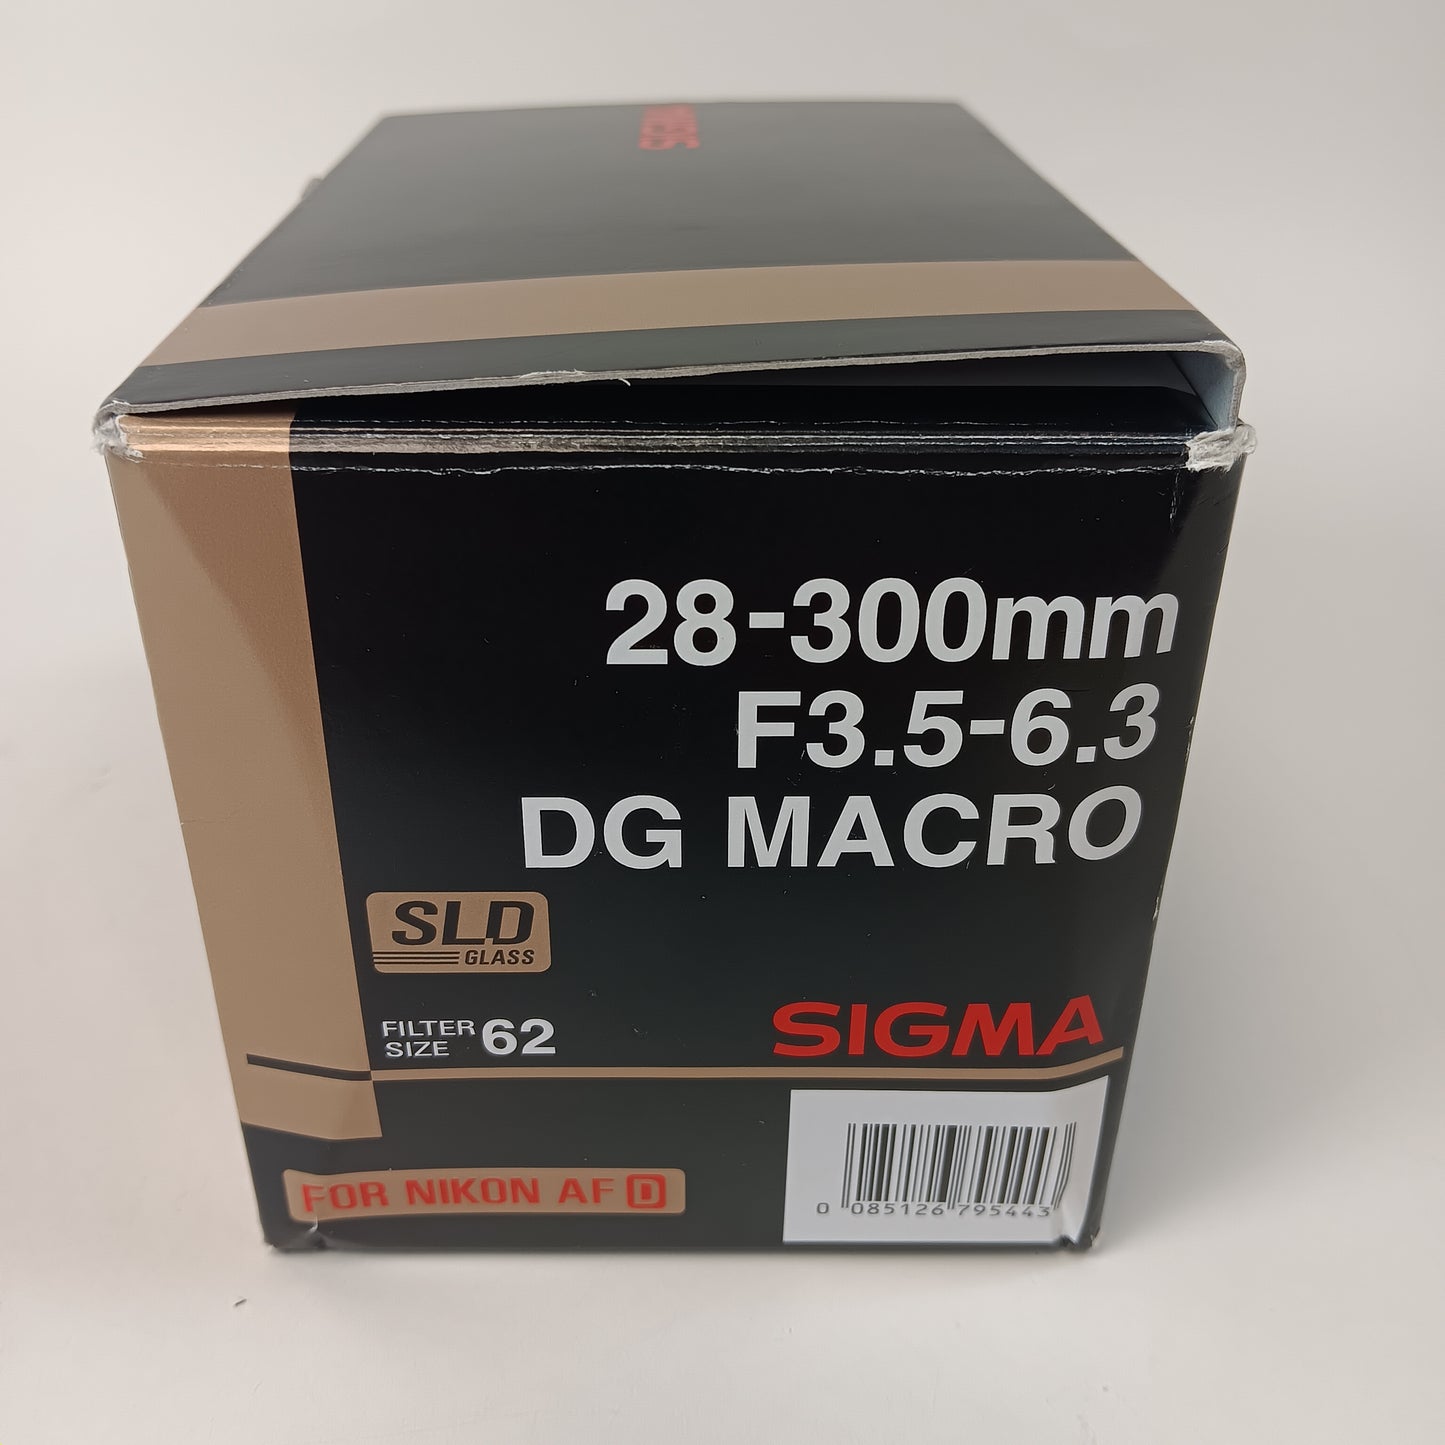 SIGMA
28-300mm
F3.5-6.3
DG MACRO
SLD
GLASS
FILTER SIZE 62
SIGMA
FOR NIKON AF D
0 085126 795443